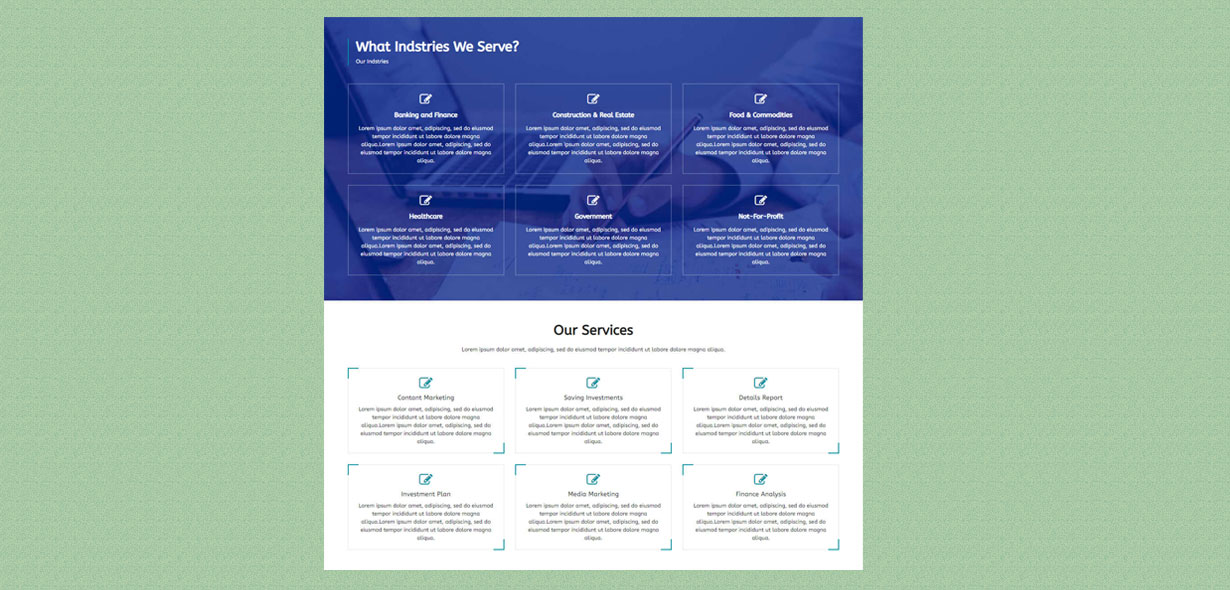 What Indstries We Serve?
Our Indstries
Banking and Finance
Lorem ipsum dolor amet, adipiscing, sed do eiusmod
tempor incididunt ut labore dolore magna
aliqua.Lorem ipsum dolor amet, adipiscing, sed do
eiusmod tempor incididunt ut labore dolore magna
aliqua.
Construction & Real Estate
Lorem ipsum dolor amet, adipiscing, sed do eiusmod
tempor incididunt ut labore dolore magna
aliqua.Lorem ipsum dolor amet, adipiscing, sed do
eiusmod tempor incididunt ut labore dolore magna
aliqua.
Food & Commodities
Lorem ipsum dolor amet, adipiscing, sed do eiusmod
tempor incididunt ut labore dolore magna
aliqua.Lorem ipsum dolor amet, adipiscing, sed do
eiusmod tempor incididunt ut labore dolore magna
aliqua.
Healthcare
Lorem ipsum dolor amet, adipiscing, sed do eiusmod
tempor incididunt ut labore dolore magna
aliqua.Lorem ipsum dolor amet, adipiscing, sed do
eiusmod tempor incididunt ut labore dolore magna
aliqua.
Government
Lorem ipsum dolor amet, adipiscing, sed do eiusmod
tempor incididunt ut labore dolore magna
aliqua.Lorem ipsum dolor amet, adipiscing, sed do
eiusmod tempor incididunt ut labore dolore magna
aliqua.
Not-For-Profit
Lorem ipsum dolor amet, adipiscing, sed do eiusmod
tempor incididunt ut labore dolore magna
aliqua.Lorem ipsum dolor amet, adipiscing, sed do
eiusmod tempor incididunt ut labore dolore magna
aliqua.
Our Services
Lorem ipsum dolor amet, adipiscing, sed do eiusmod tempor incididunt ut labore dolore magna aliqua.
Contant Marketing
Lorem ipsum dolor amet, adipiscing, sed do eiusmod
tempor incididunt ut labore dolore magna
aliqua.Lorem ipsum dolor amet, adipiscing, sed do
eiusmod tempor incididunt ut labore dolore magna
aliqua.
Saving Investments
Lorem ipsum dolor amet, adipiscing, sed do eiusmod
tempor incididunt ut labore dolore magna
aliqua.Lorem ipsum dolor amet, adipiscing, sed do
eiusmod tempor incididunt ut labore dolore magna
aliqua.
Details Report
Lorem ipsum dolor amet, adipiscing, sed do eiusmod
tempor incididunt ut labore dolore magna
aliqua.Lorem ipsum dolor amet, adipiscing, sed do
eiusmod tempor incididunt ut labore dolore magna
aliqua.
Investment Plan
Lorem ipsum dolor amet, adipiscing, sed do eiusmod
tempor incididunt ut labore dolore magna
aliqua.Lorem ipsum dolor amet, adipiscing, sed do
eiusmod tempor incididunt ut labore dolore magna
aliqua.
Media Marketing
Lorem ipsum dolor amet, adipiscing, sed do eiusmod
tempor incididunt ut labore dolore magna
aliqua.Lorem ipsum dolor amet, adipiscing, sed do
eiusmod tempor incididunt ut labore dolore magna
aliqua.
Finance Analysis
Lorem ipsum dolor amet, adipiscing, sed do eiusmod
tempor incididunt ut labore dolore magna
aliqua.Lorem ipsum dolor amet, adipiscing, sed do
eiusmod tempor incididunt ut labore dolore magna
aliqua.